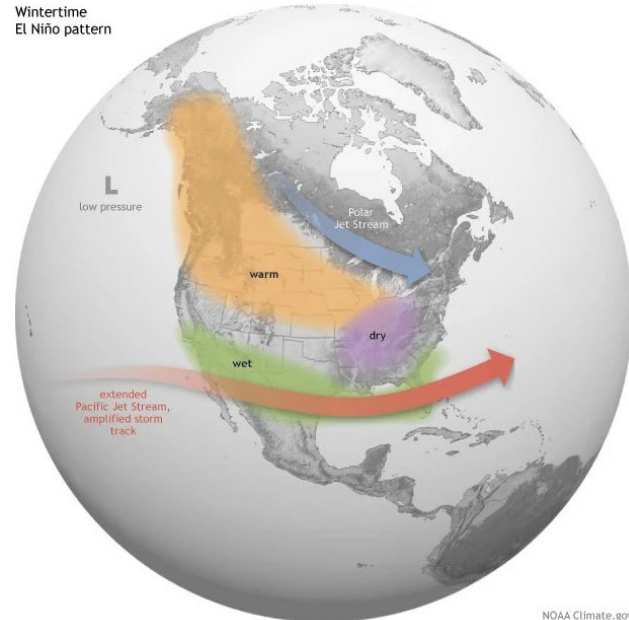 Wintertime
El Niño pattern
L
low pressure
Polar
Jet Stream
warm
dry
wet
extended
Pacific Jet Stream,
amplified storm
track
NOAA Climate.gov